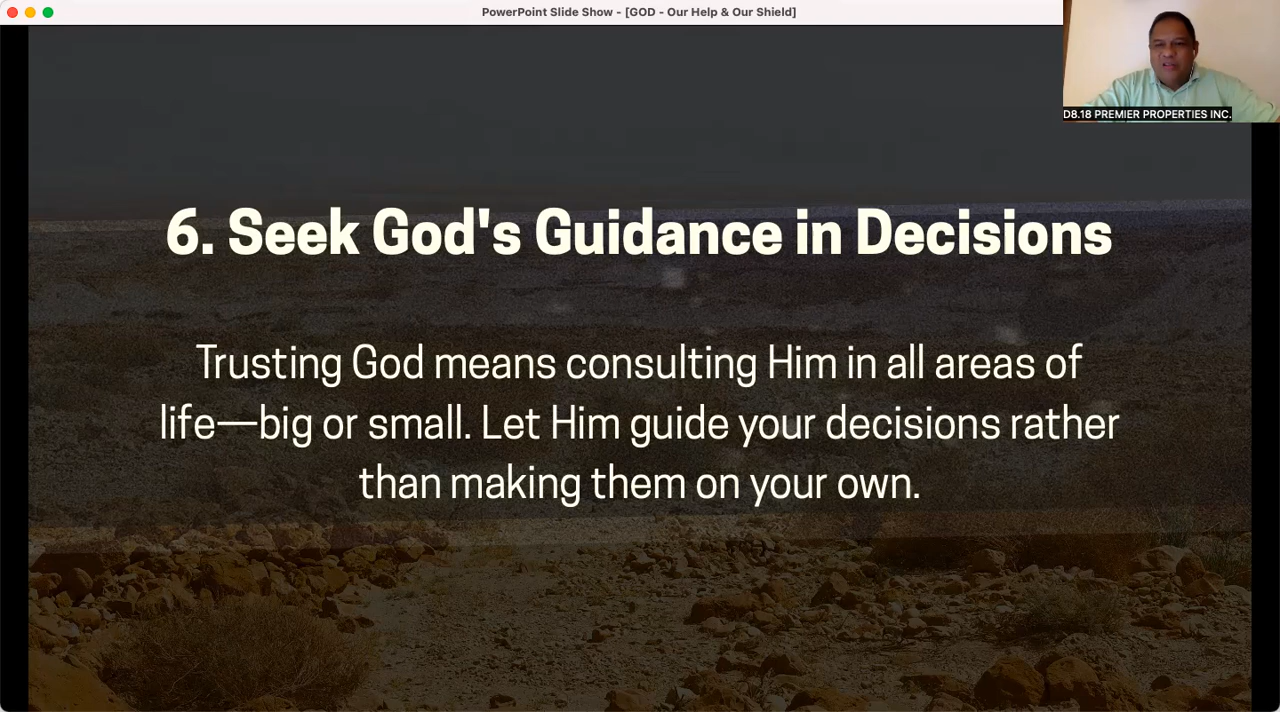 PowerPoint Slide Show - [GOD - Our Help & Our Shield]
D8.18 PREMIER PROPERTIES INC.
6. Seek God's Guidance in Decisions
Trusting God means consulting Him in all areas of
life—big or small. Let Him guide your decisions rather
than making them on your own.